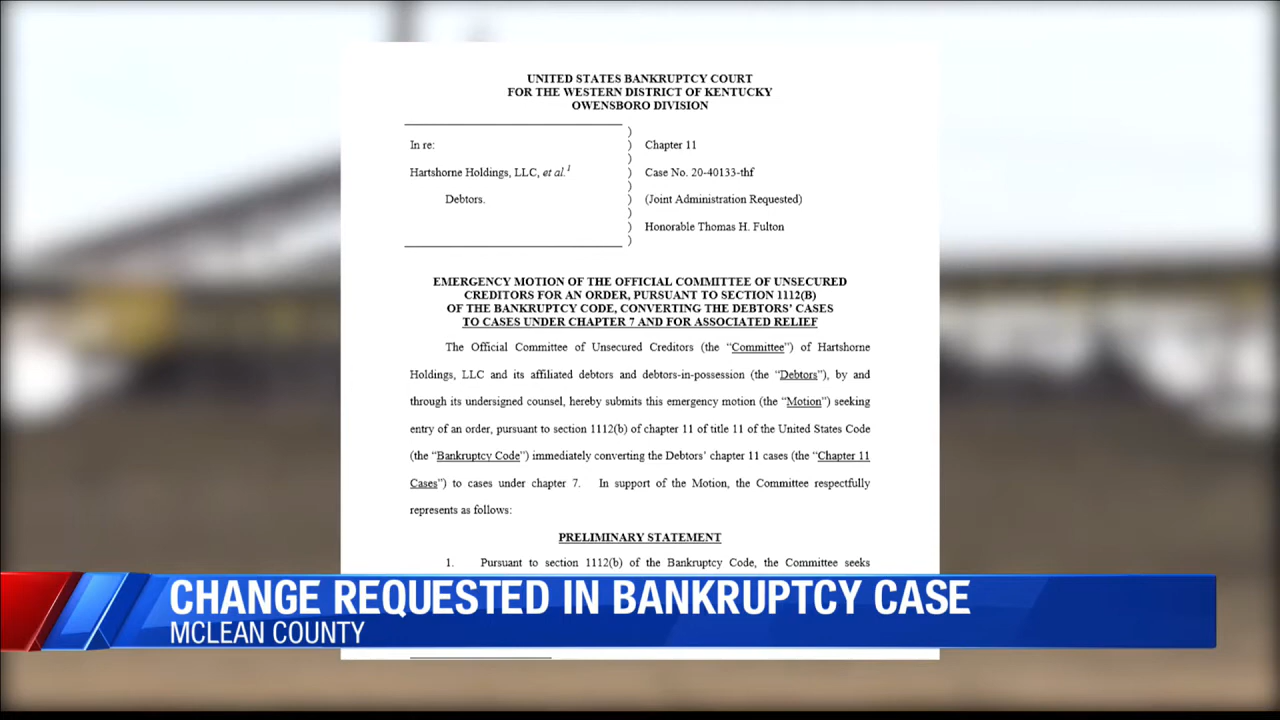 UNITED STATES BANKRUPTCY COURT
FOR THE WESTERN DISTRICT OF KENTUCKY
OWENSBORO DIVISION
In re:
Hartshorne Holdings, LLC, et al.1
Debtors.
)
)
)
)
)
)
)
)
)
Chapter 11
Case No. 20-40133-thf
(Joint Administration Requested)
Honorable Thomas H. Fulton
EMERGENCY MOTION OF THE OFFICIAL COMMITTEE OF UNSECURED
CREDITORS FOR AN ORDER, PURSUANT TO SECTION 1112(B)
OF THE BANKRUPTCY CODE, CONVERTING THE DEBTORS' CASES
TO CASES UNDER CHAPTER 7 AND FOR ASSOCIATED RELIEF
The Official Committee of Unsecured Creditors (the “Committee”) of Hartshorne
Holdings, LLC and its affiliated debtors and debtors-in-possession (the “Debtors”), by and
through its undersigned counsel, hereby submits this emergency motion (the “Motion”) seeking
entry of an order, pursuant to section 1112(b) of chapter 11 of title 11 of the United States Code
(the “Bankruptcy Code”) immediately converting the Debtors’ chapter 11 cases (the “Chapter 11
Cases”) to cases under chapter 7. In support of the Motion, the Committee respectfully
represents as follows:
PRELIMINARY STATEMENT
1. Pursuant to section 1112(b) of the Bankruptcy Code, the Committee seeks
CHANGE REQUESTED IN BANKRUPTCY CASE
MCLEAN COUNTY